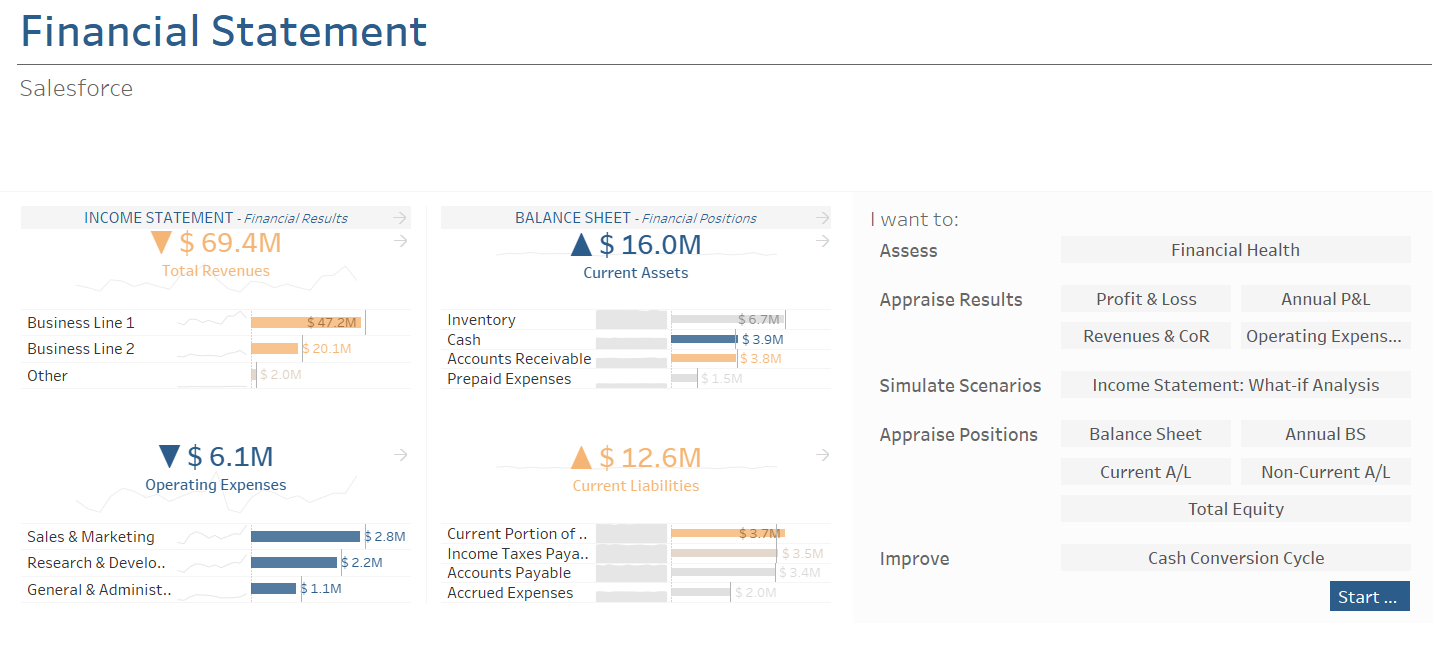 Financial Statement
Salesforce
INCOME STATEMENT - Financial Results
▼ $ 69.4M
Total Revenues
Business Line 1 $ 47.2M
Business Line 2 $ 20.1M
Other $ 2.0M
▼ $ 6.1M
Operating Expenses
Sales & Marketing $ 2.8M
Research & Develo.. $ 2.2M
General & Administ.. $ 1.1M
BALANCE SHEET - Financial Positions
▲ $ 16.0M
Current Assets
Inventory $ 6.7M
Cash $ 3.9M
Accounts Receivable $ 3.8M
Prepaid Expenses $ 1.5M
▲ $ 12.6M
Current Liabilities
Current Portion of .. $ 3.7M
Income Taxes Paya.. $ 3.5M
Accounts Payable $ 3.4M
Accrued Expenses $ 2.0M
I want to:
Assess Financial Health
Appraise Results Profit & Loss Annual P&L
Revenues & CoR Operating Expens...
Simulate Scenarios Income Statement: What-if Analysis
Appraise Positions Balance Sheet Annual BS
Current A/L Non-Current A/L
Total Equity
Improve Cash Conversion Cycle
Start ...